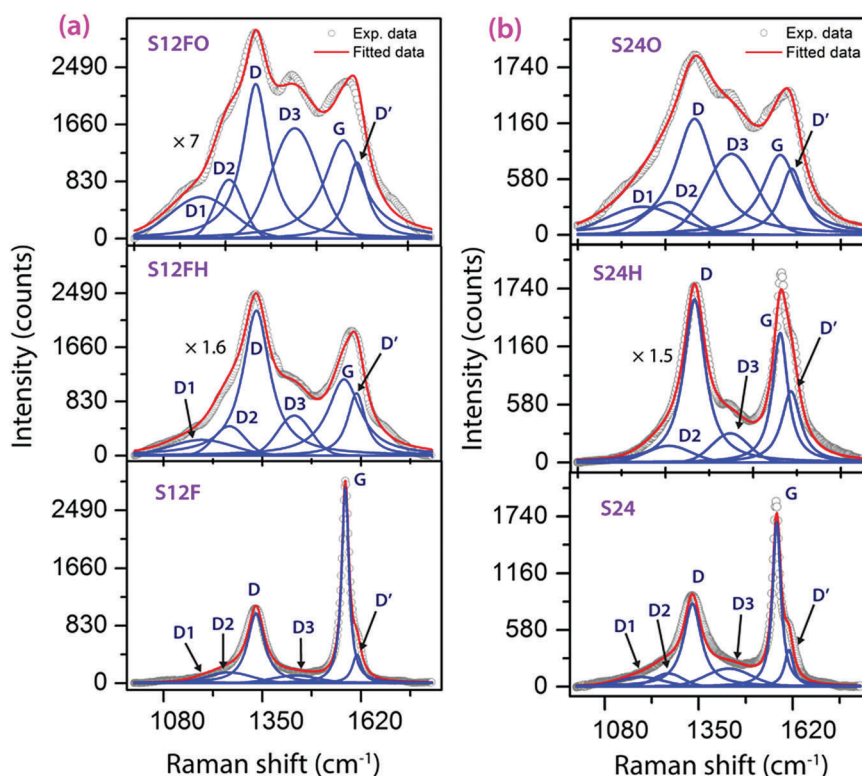 (a)
S12FO
Exp. data
Fitted data
D
2490
1660
830
0
× 7
D2
D1
D3
G
D′
S12FH
2490
1660
830
0
× 1.6
D
D1
D2
D3
G
D′
S12F
2490
1660
830
0
G
D
D1
D2
D3
D′
1080
1350
1620
Intensity (counts)
Raman shift (cm-1)
(b)
S24O
Exp. data
Fitted data
1740
1160
580
0
D
D1
D2
D3
G
D′
S24H
1740
1160
580
0
× 1.5
D
D2
D3
G
D′
S24
1740
1160
580
0
G
D
D1
D2
D3
D′
1080
1350
1620
Intensity (counts)
Raman shift (cm-1)